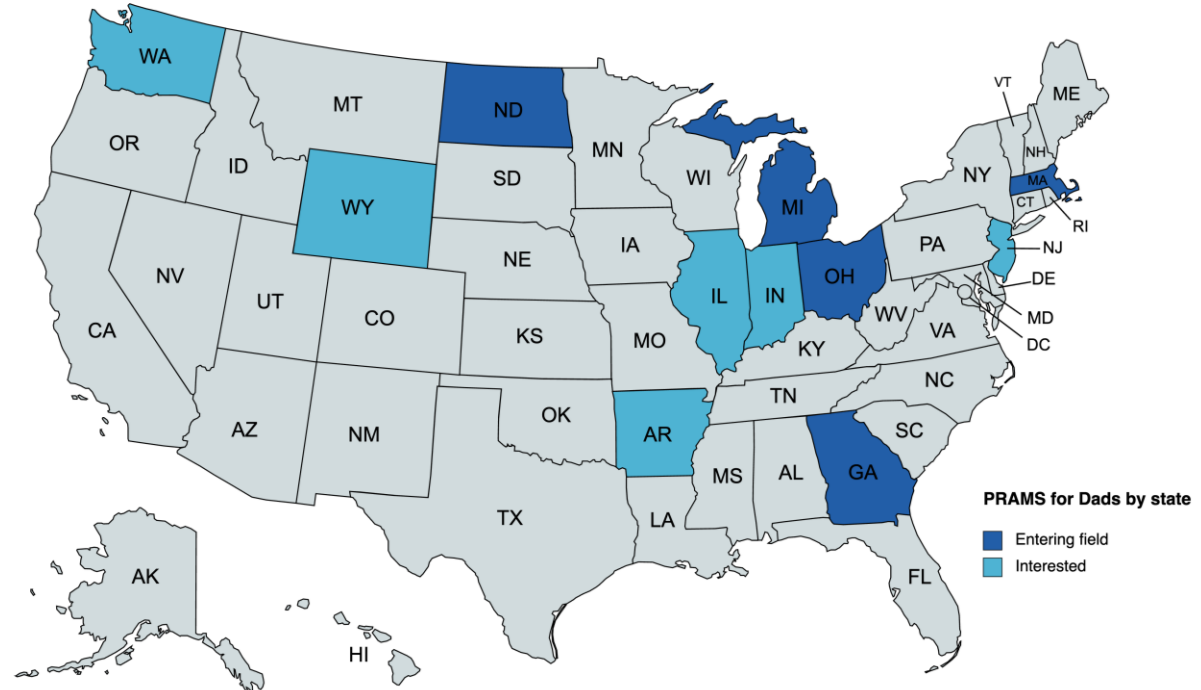 WA
MT
ND
MN
VT
ME
OR
ID
SD
WI
NH
NY
MA
WY
MI
CT
RI
IA
PA
NJ
NE
NV
UT
IL
IN
OH
DE
CO
WV
MD
CA
KS
MO
VA
DC
KY
NC
TN
OK
AZ
NM
AR
SC
MS
AL
GA
TX
LA
PRAMS for Dads by state
Entering field
Interested
AK
FL
HI